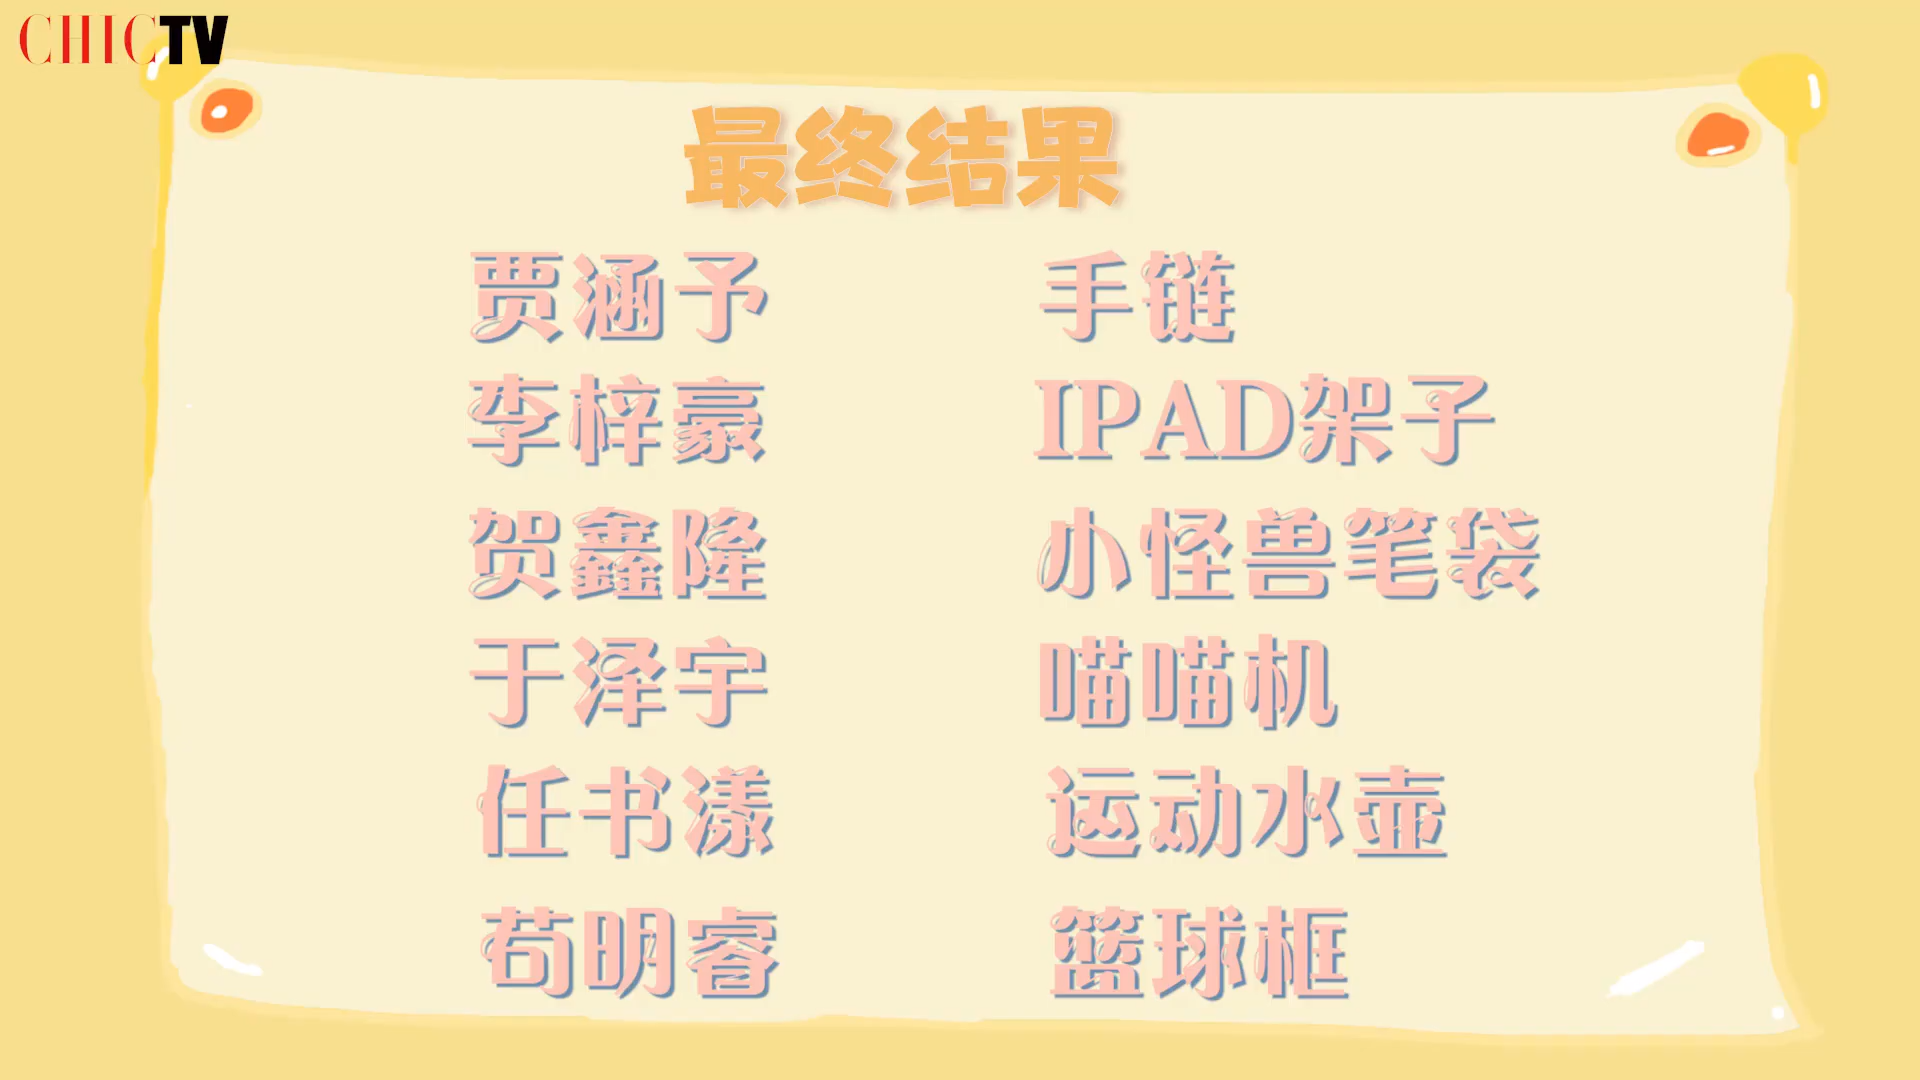 CHICTV
最终结果
贾涵予 手链
李梓豪 IPAD架子
贺鑫隆 小怪兽笔袋
于泽宇 喵喵机
任书漾 运动水壶
苟明睿 篮球框